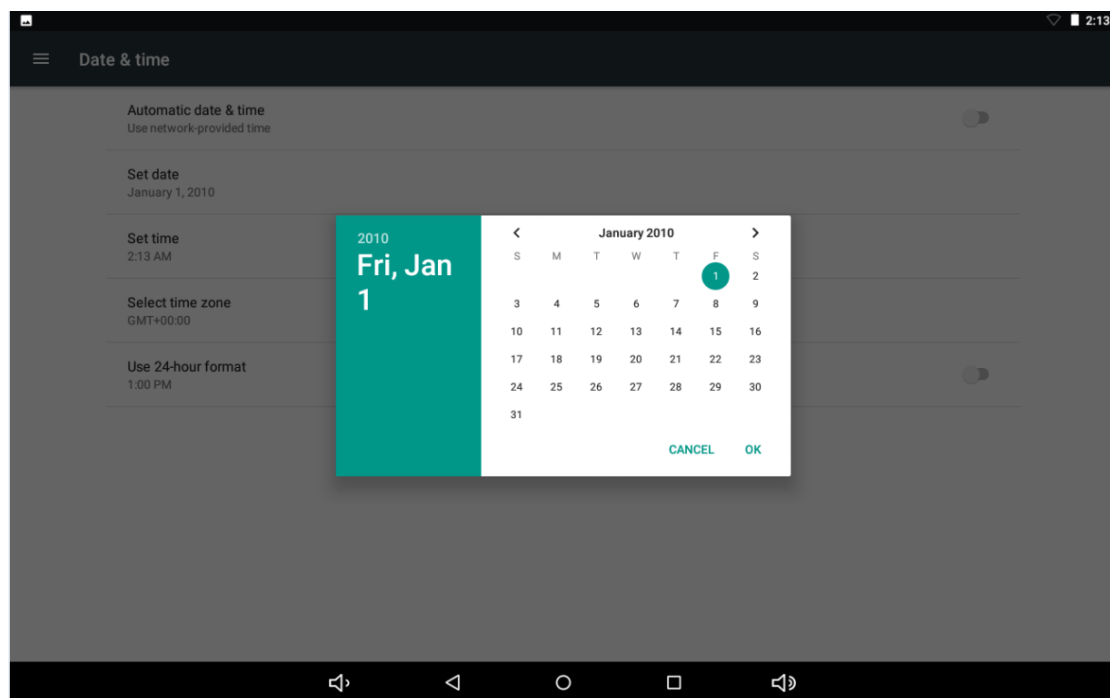 2:13
Date & time
Automatic date & time
Use network-provided time
Set date
January 1, 2010
Set time
2:13 AM
Select time zone
GMT+00:00
Use 24-hour format
1:00 PM
2010
Fri, Jan
1
January 2010
S M T W T F S
1 2
3 4 5 6 7 8 9
10 11 12 13 14 15 16
17 18 19 20 21 22 23
24 25 26 27 28 29 30
31
CANCEL OK